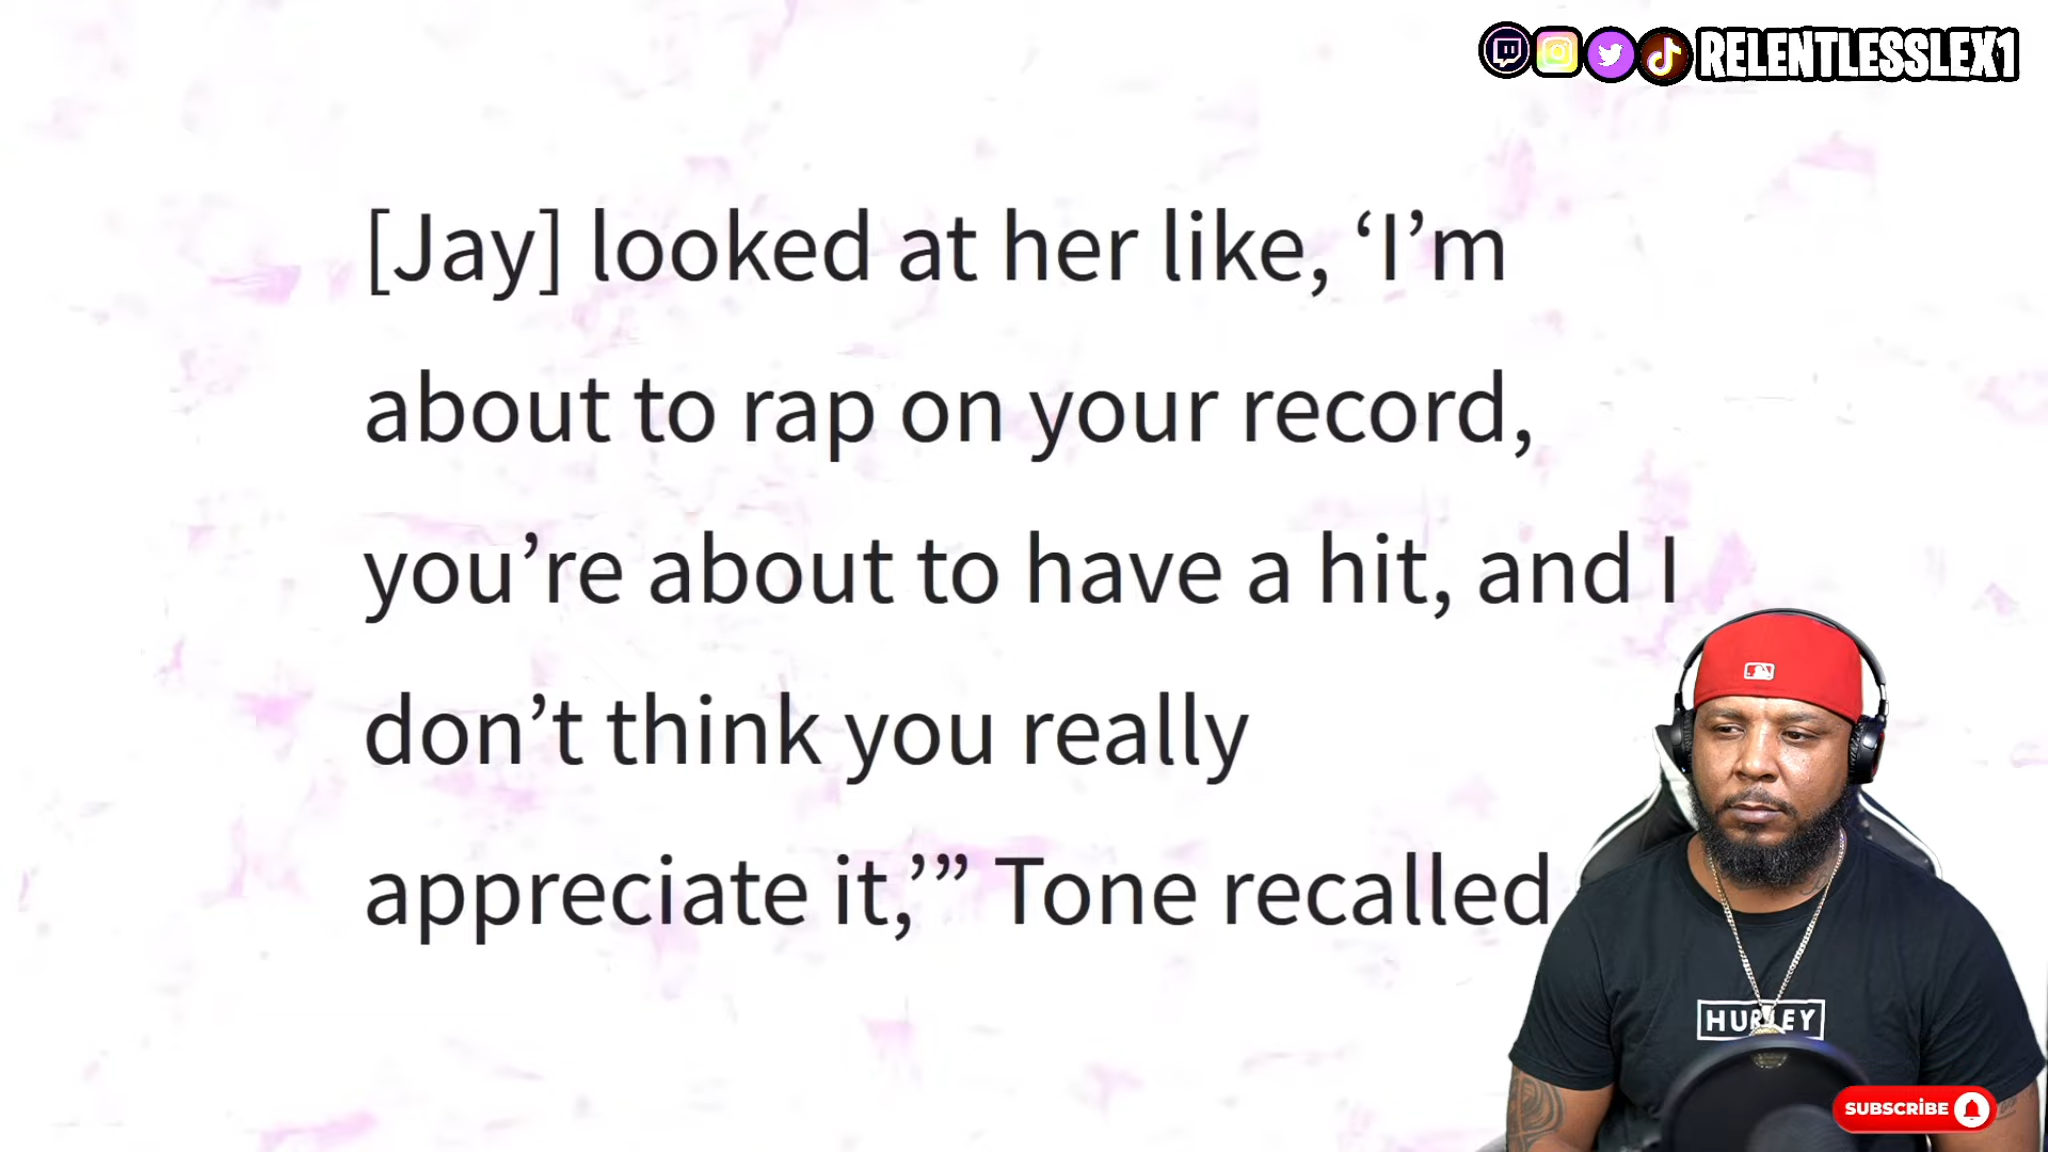 RELENTLESSLEX1
[Jay] looked at her like, ‘I’m
about to rap on your record,
you’re about to have a hit, and I
don’t think you really
appreciate it,’” Tone recalled
HURLEY
SUBSCRIBE